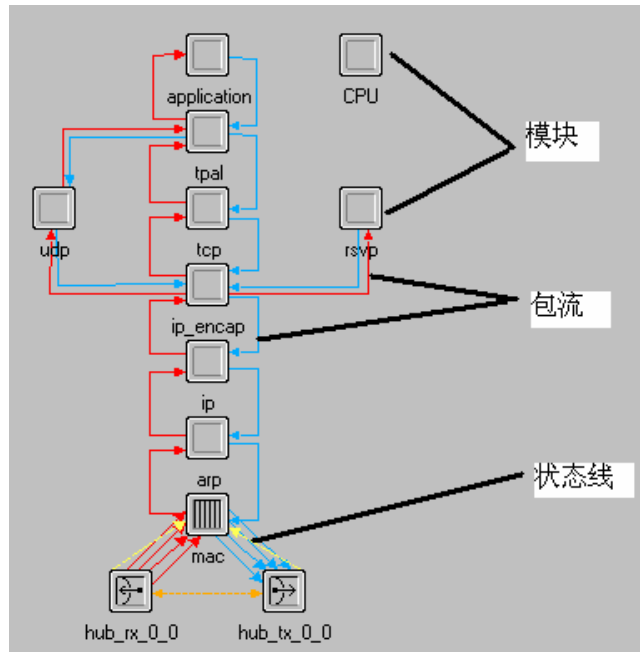 application
CPU
模块
tpal
udp
tcp
rsvp
包流
ip_encap
ip
状态线
arp
mac
hub_rx_0_0
hub_tx_0_0